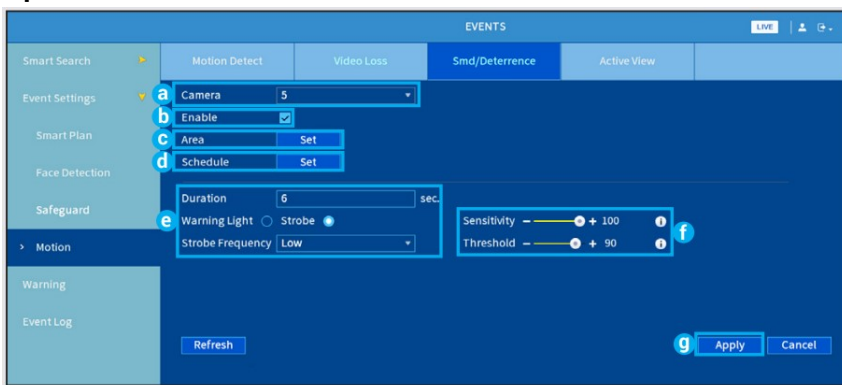 EVENTS
LIVE
Smart Search
Motion Detect
Video Loss
Smd/Deterrence
Active View
Event Settings
a Camera 5
b Enable
c Area Set
d Schedule Set
Smart Plan
Face Detection
Safeguard
Motion
Warning
Event Log
e
Duration 6 sec.
Warning Light Strobe
Strobe Frequency Low
Sensitivity - + 100
Threshold - + 90
f
Refresh
g Apply
Cancel